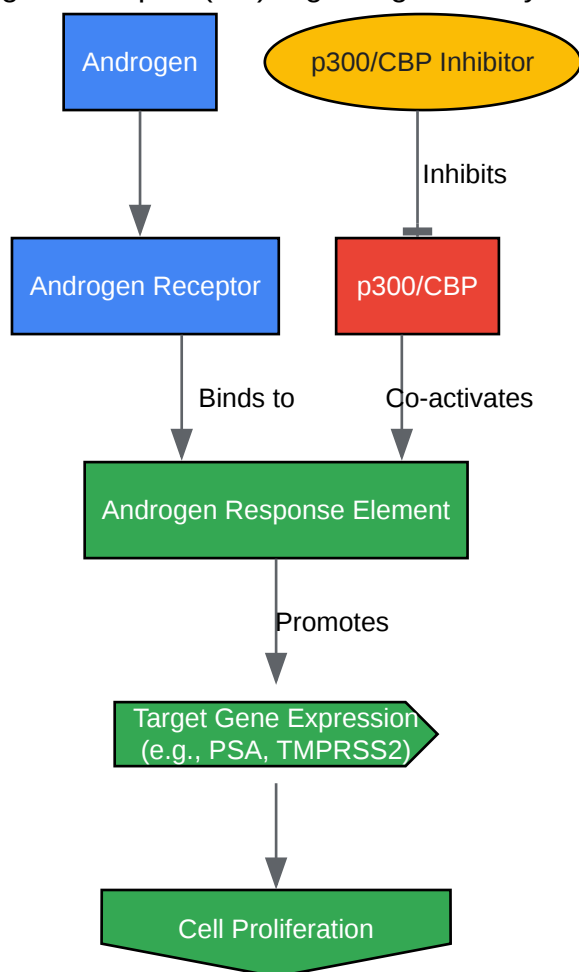 Androgen
p300/CBP Inhibitor
Inhibits
Androgen Receptor
p300/CBP
Binds to
Co-activates
Androgen Response Element
Promotes
Target Gene Expression
(e.g., PSA, TMPRSS2)
Cell Proliferation